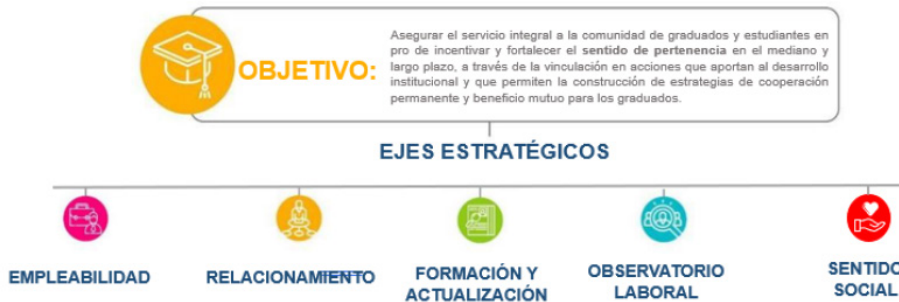 Asegurar el servicio integral a la comunidad de graduados y estudiantes en
pro de incentivar y fortalecer el sentido de pertenencia en el mediano y
OBJETIVO: largo plazo, a través de la vinculación en acciones que aportan al desarrollo
institucional y que permiten la construcción de estrategias de cooperación
permanente y beneficio mutuo para los graduados.
EJES ESTRATÉGICOS
EMPLEABILIDAD
RELACIONAMIENTO
FORMACIÓN Y
ACTUALIZACIÓN
OBSERVATORIO
LABORAL
SENTIDO
SOCIAL